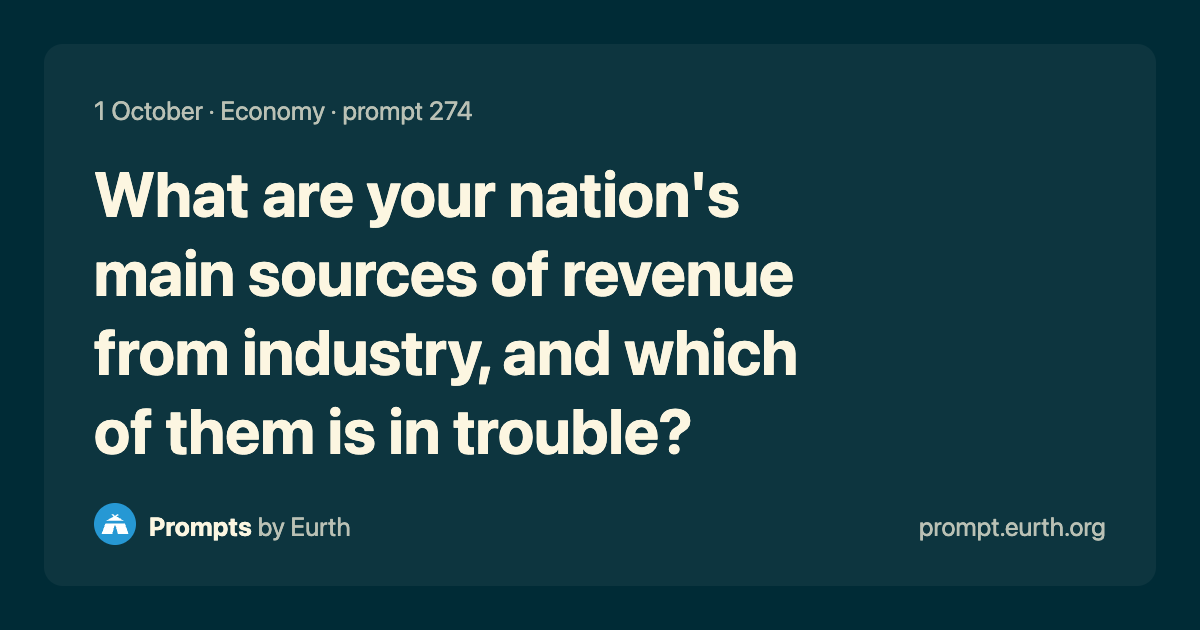 1 October · Economy · prompt 274
What are your nation's
main sources of revenue
from industry, and which
of them is in trouble?
Prompts by Eurth
prompt.eurth.org